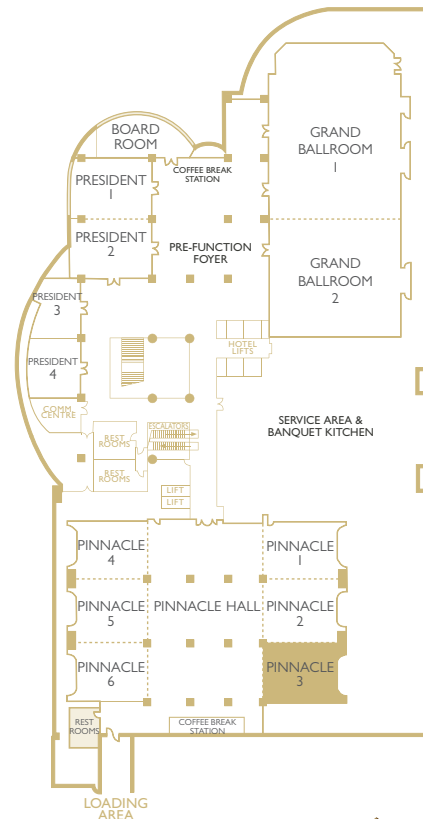 BOARD
ROOM
GRAND
BALLROOM
1
COFFEE BREAK
STATION
PRESIDENT
1
PRESIDENT
2
PRE-FUNCTION
FOYER
GRAND
BALLROOM
2
PRESIDENT
3
HOTEL
LIFTS
PRESIDENT
4
COMM.
CENTRE
SERVICE AREA &
BANQUET KITCHEN
ESCALATORS
REST
ROOMS
REST
ROOMS
LIFT
LIFT
PINNACLE
4
PINNACLE
1
PINNACLE
5
PINNACLE HALL
PINNACLE
2
PINNACLE
6
PINNACLE
3
REST
ROOMS
COFFEE BREAK
STATION
LOADING
AREA